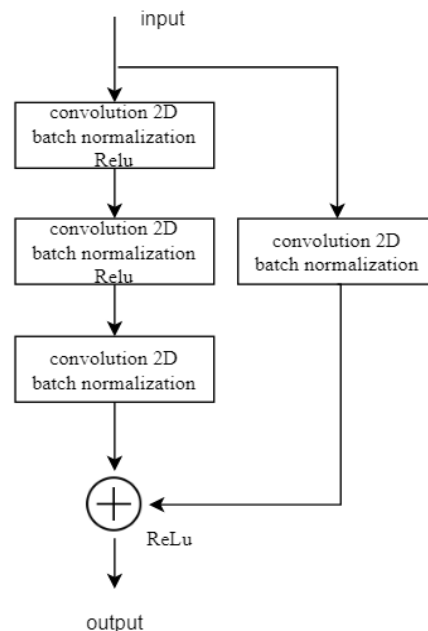 input
convolution 2D
batch normalization
Relu
convolution 2D
batch normalization
Relu
convolution 2D
batch normalization
convolution 2D
batch normalization
ReLu
output